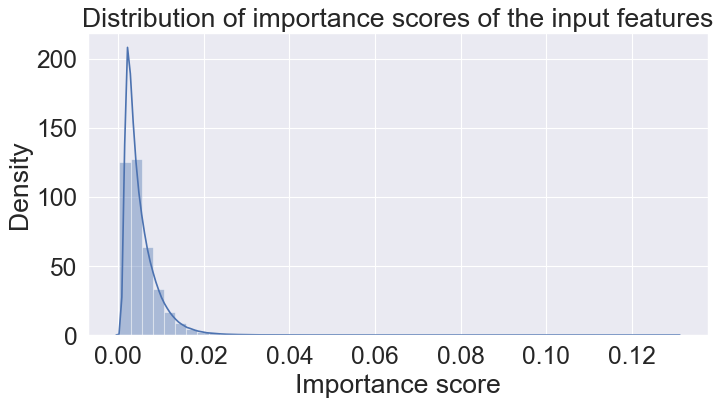 Distribution of importance scores of the input features
Density
200
150
100
50
0
0.00 0.02 0.04 0.06 0.08 0.10 0.12
Importance score